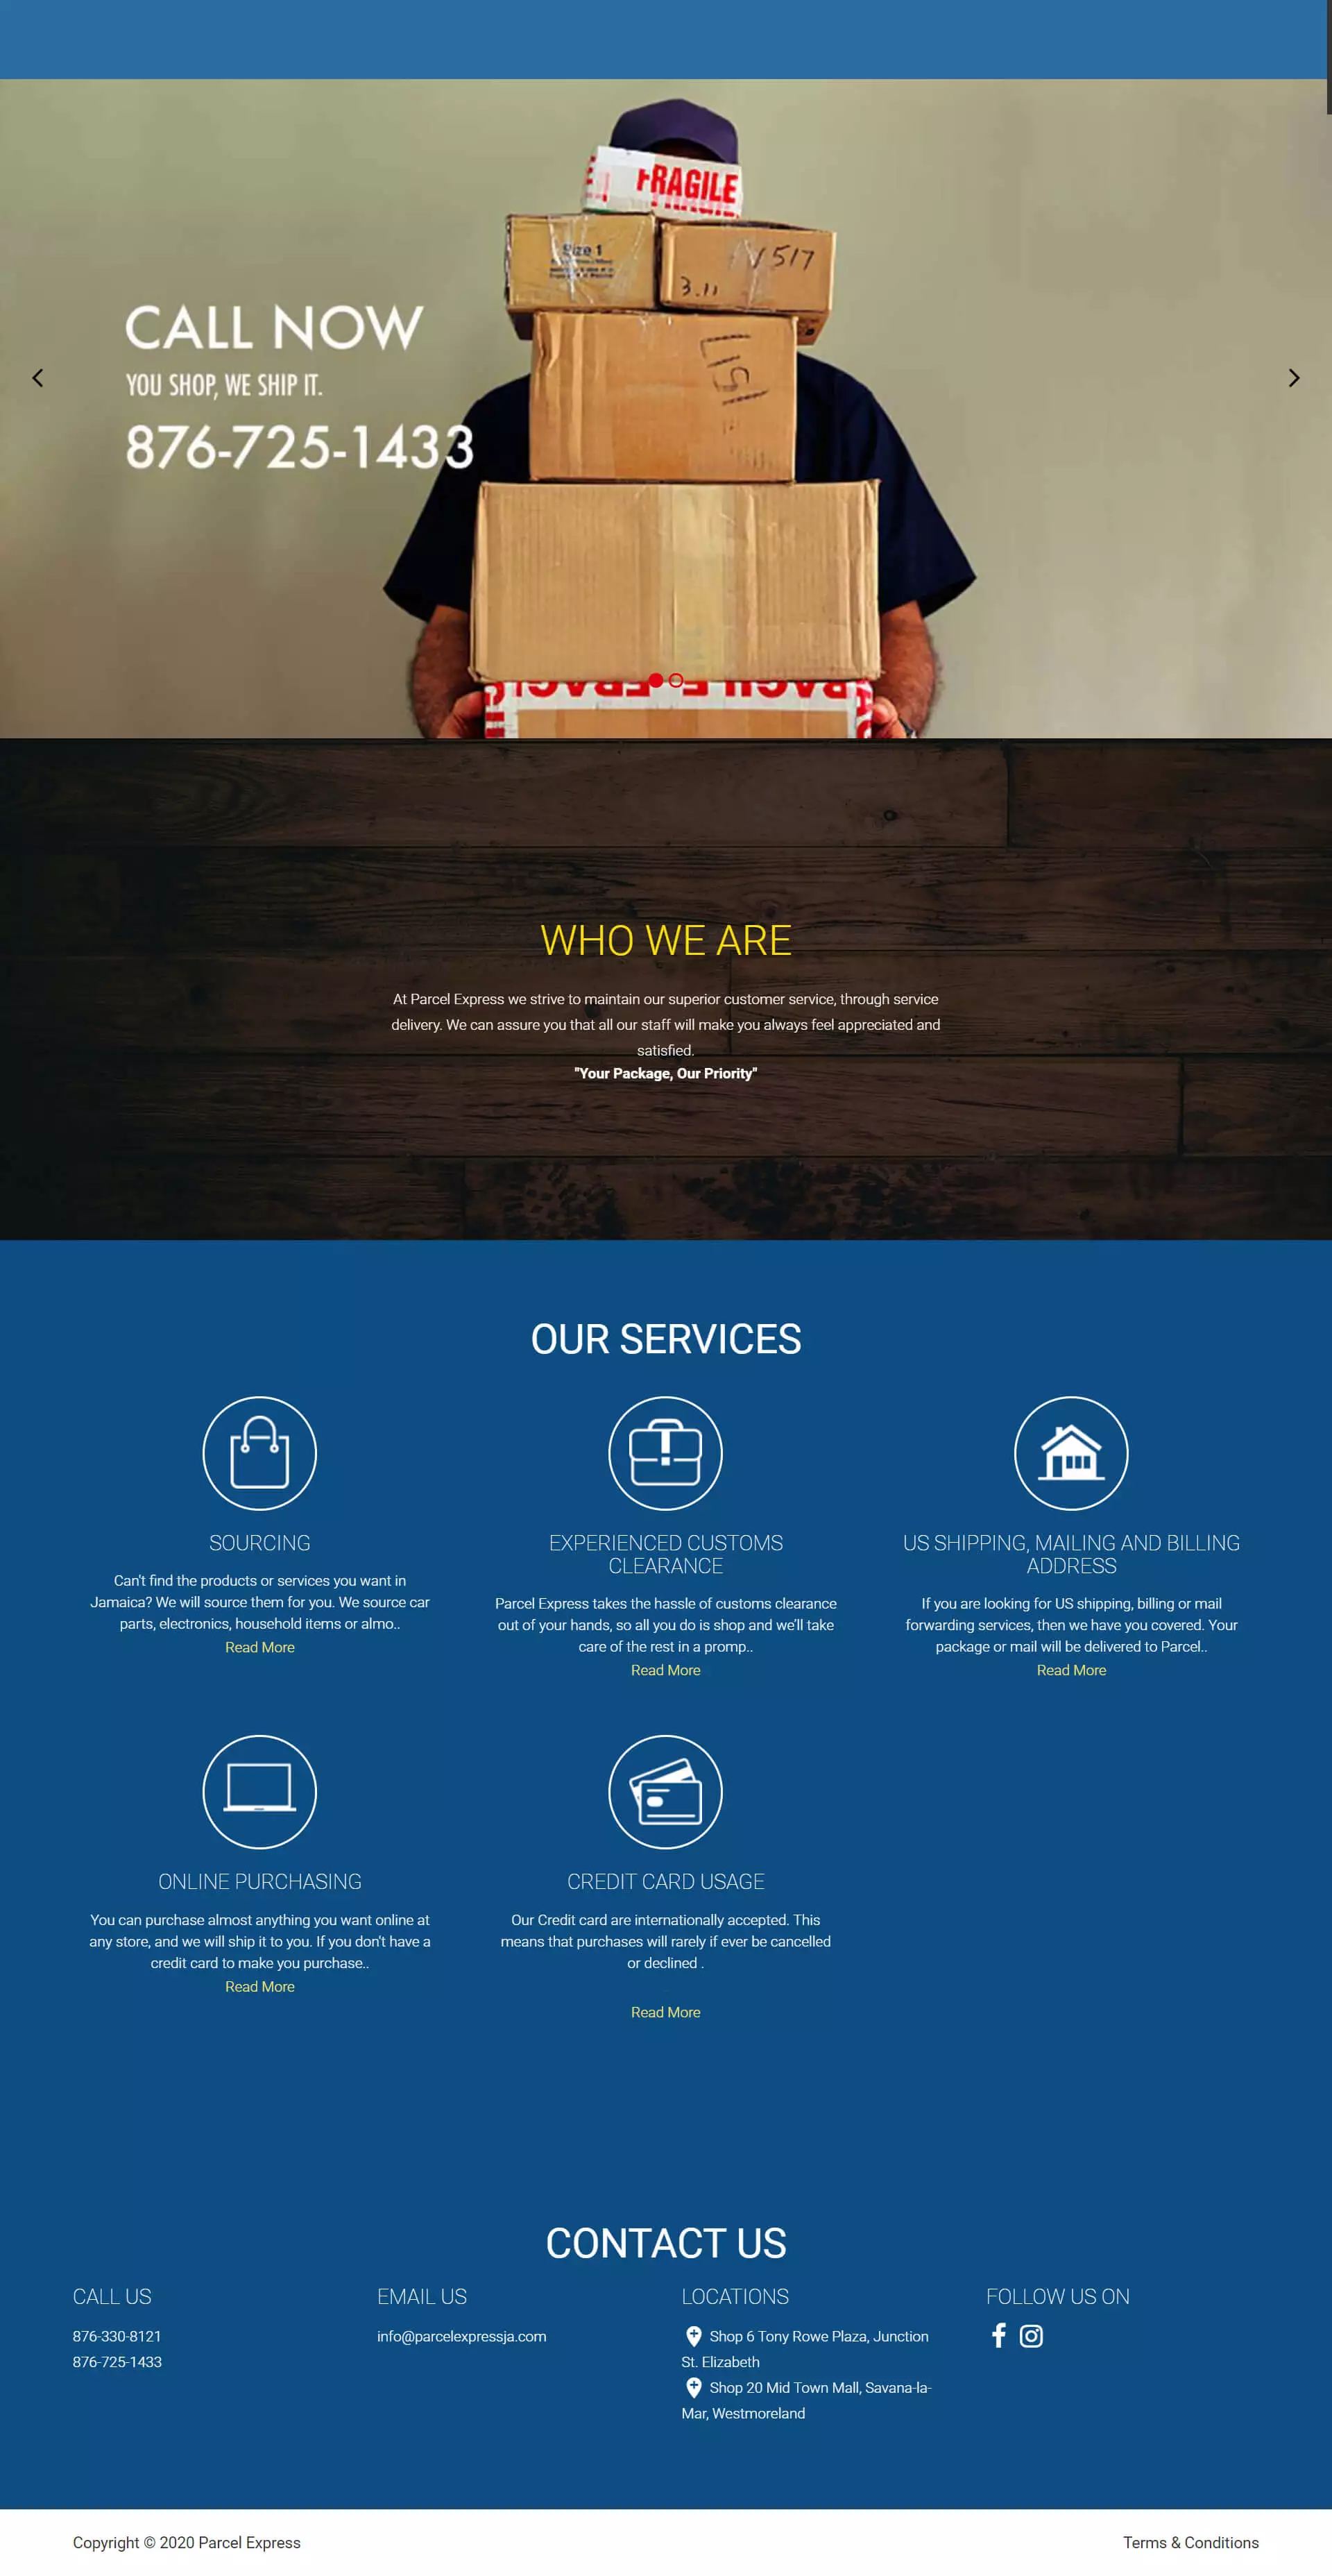 FRAGILE
Size 1
V517
3.11
CALL NOW
YOU SHOP, WE SHIP IT.
876-725-1433
WHO WE ARE
At Parcel Express we strive to maintain our superior customer service, through service
delivery. We can assure you that all our staff will make you always feel appreciated and
satisfied.
"Your Package, Our Priority"
OUR SERVICES
SOURCING
Can't find the products or services you want in
Jamaica? We will source them for you. We source car
parts, electronics, household items or almo..
Read More
EXPERIENCED CUSTOMS
CLEARANCE
Parcel Express takes the hassle of customs clearance
out of your hands, so all you do is shop and we'll take
care of the rest in a promp..
Read More
US SHIPPING, MAILING AND BILLING
ADDRESS
If you are looking for US shipping, billing or mail
forwarding services, then we have you covered. Your
package or mail will be delivered to Parcel..
Read More
ONLINE PURCHASING
You can purchase almost anything you want online at
any store, and we will ship it to you. If you don't have a
credit card to make you purchase..
Read More
CREDIT CARD USAGE
Our Credit card are internationally accepted. This
means that purchases will rarely if ever be cancelled
or declined .
Read More
CONTACT US
CALL US
876-330-8121
876-725-1433
EMAIL US
info@parcelexpressja.com
LOCATIONS
Shop 6 Tony Rowe Plaza, Junction
St. Elizabeth
Shop 20 Mid Town Mall, Savana-la-
Mar, Westmoreland
FOLLOW US ON
Copyright © 2020 Parcel Express
Terms & Conditions